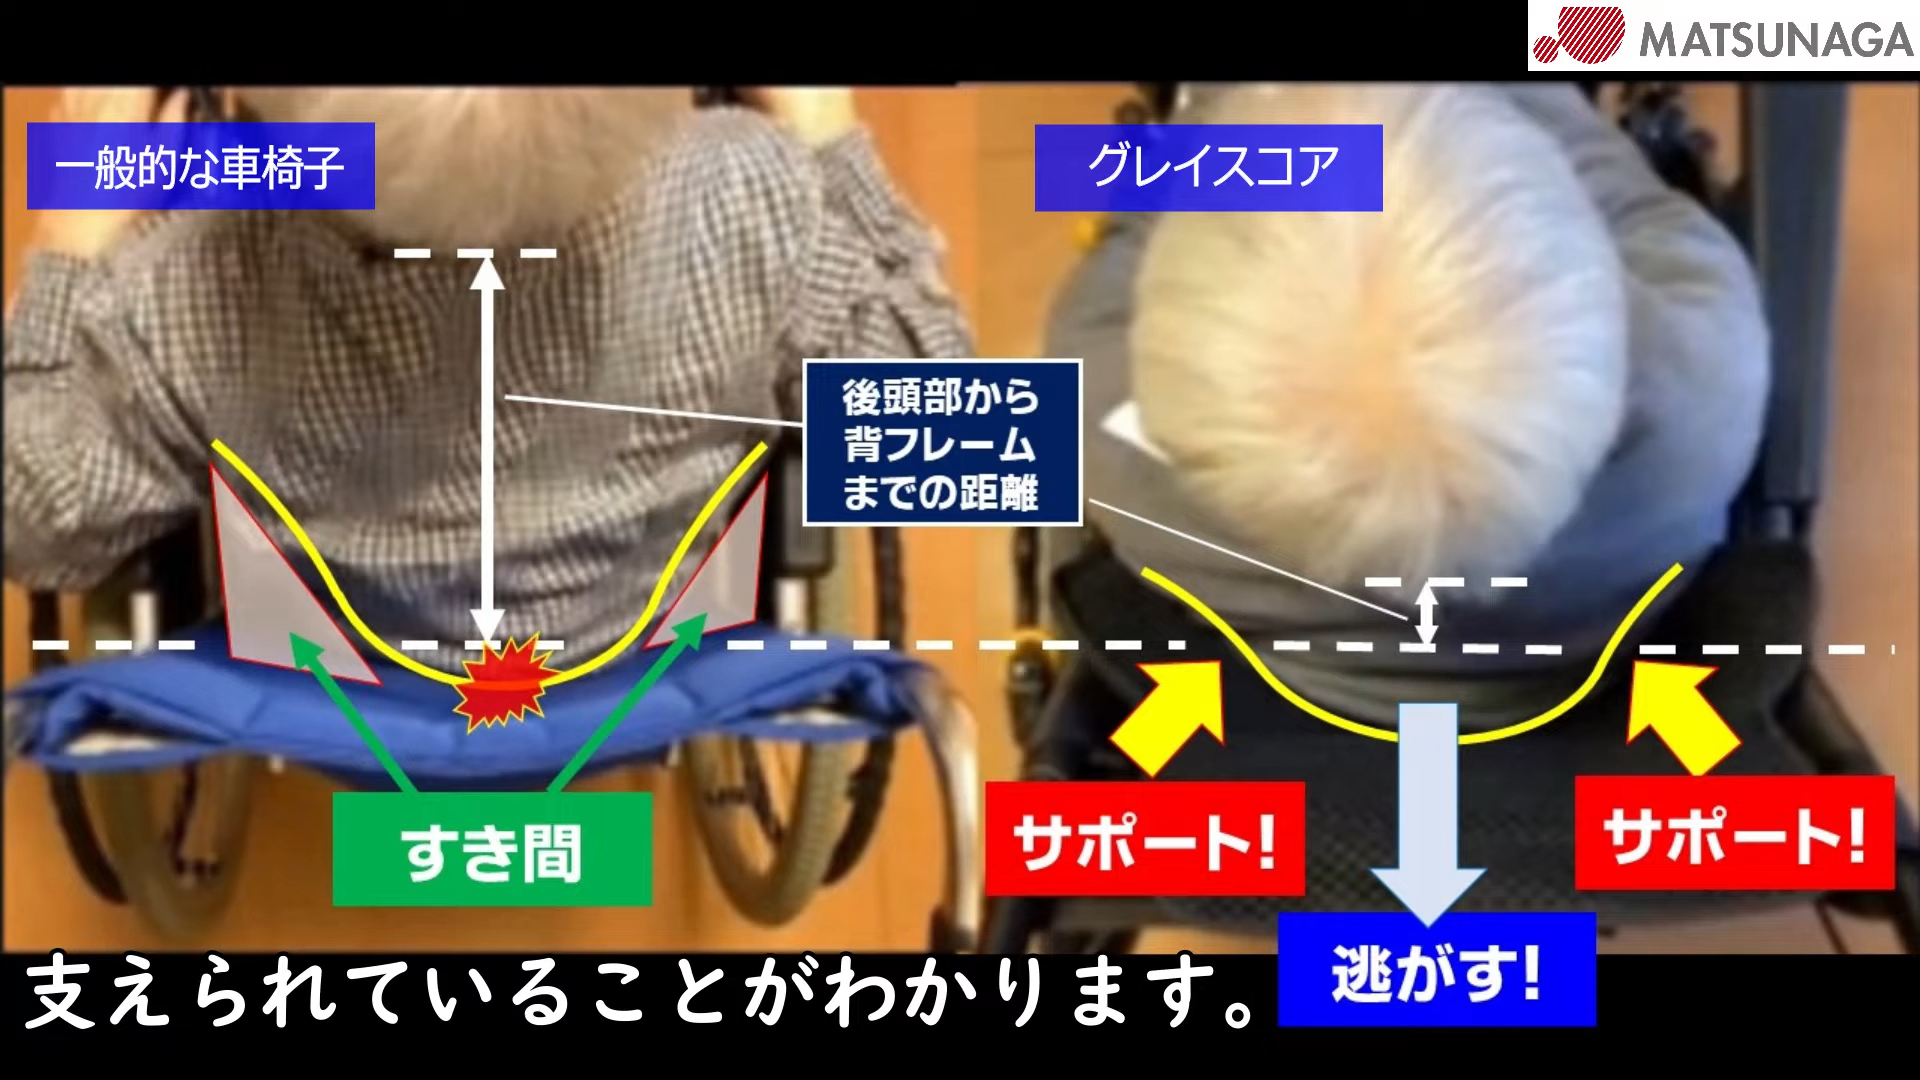 MATSUNAGA
一般的な車椅子
グレイスコア
後頭部から
背フレーム
までの距離
すき間
サポート!
サポート!
逃がす!
支えられていることがわかります。